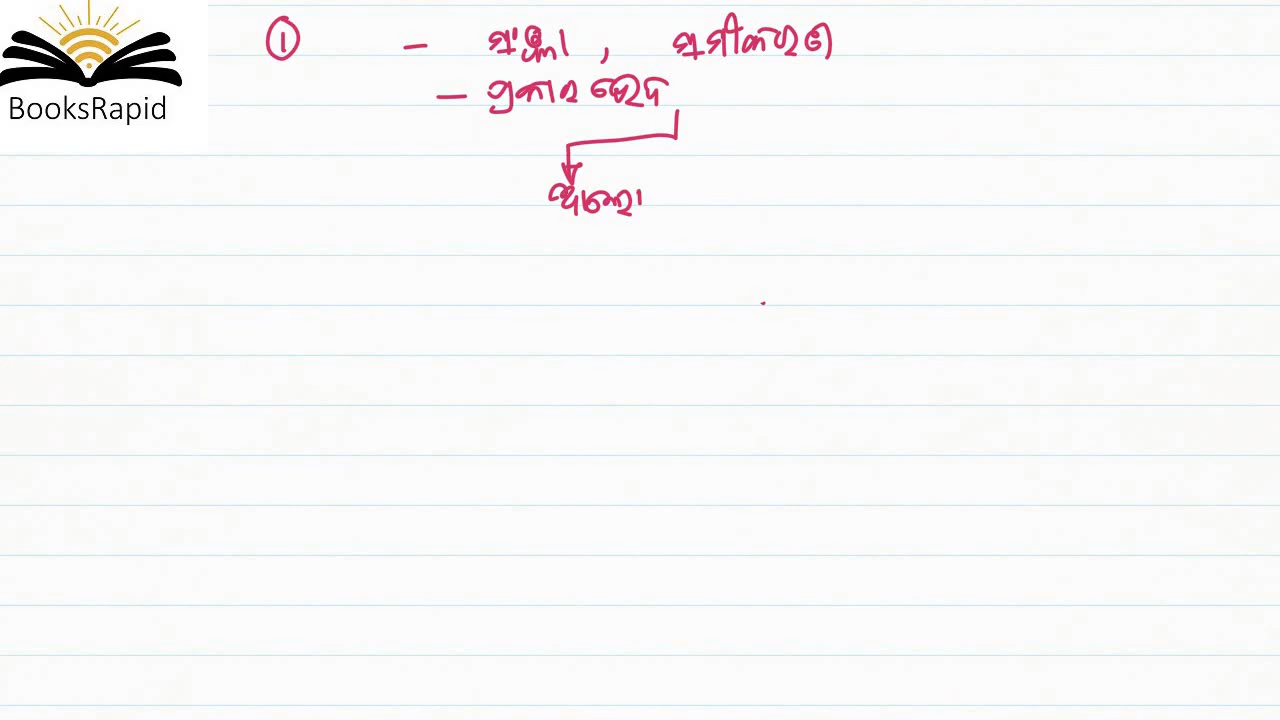 BooksRapid
① – ସଂଜ୍ଞା , ସମୀକରଣ
– ପ୍ରକାର ଭେଦ